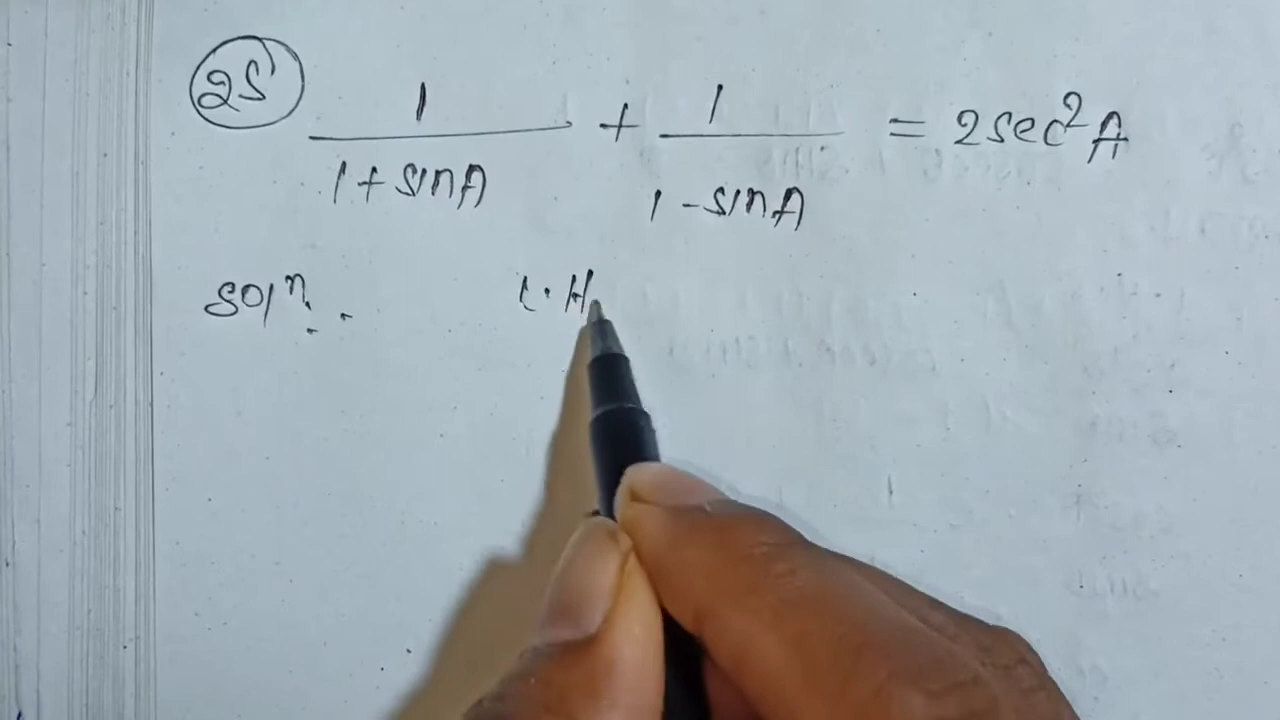 25 1/(1 + sinA) + 1/(1 - sinA) = 2sec²A
Solⁿ:. L.H